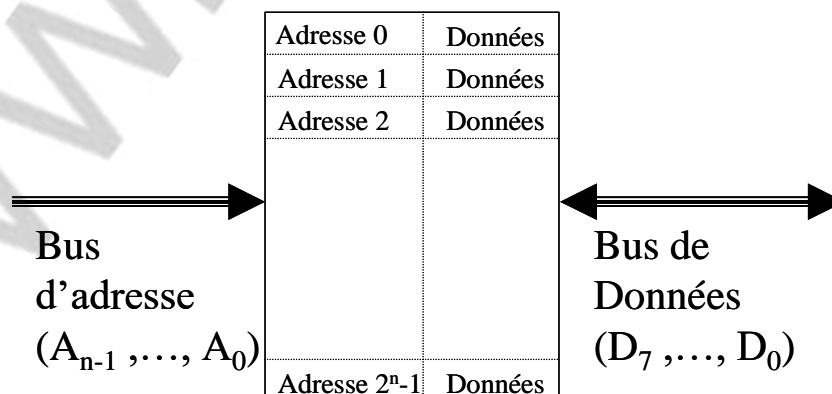 Adresse 0 Données
Adresse 1 Données
Adresse 2 Données
Bus
d’adresse
(Aₙ₋₁ ,…, A₀)
Bus de
Données
(D₇ ,…, D₀)
Adresse 2ⁿ-1 Données